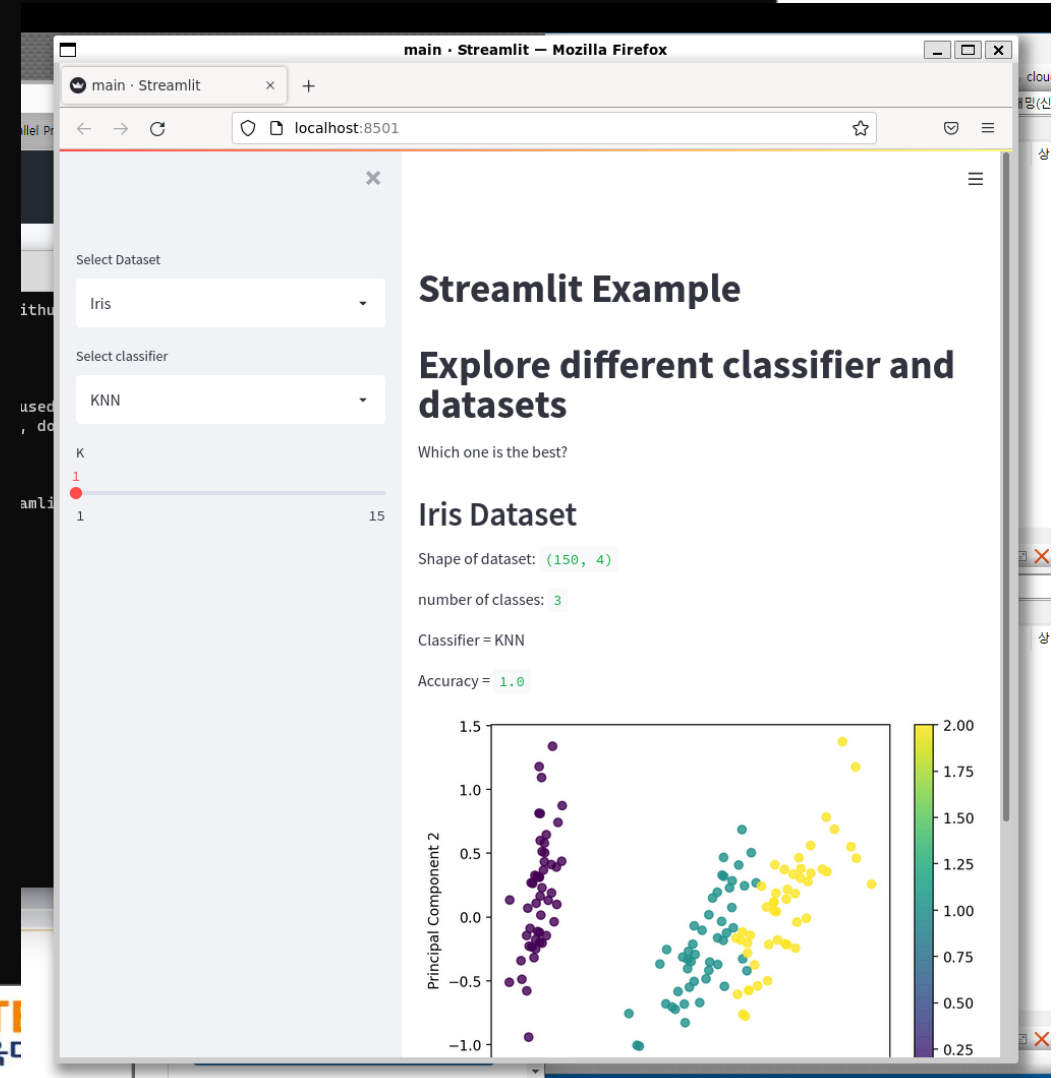 main · Streamlit — Mozilla Firefox
main · Streamlit
localhost:8501
Select Dataset
Iris
Select classifier
KNN
K
1
1 15
Streamlit Example
Explore different classifier and
datasets
Which one is the best?
Iris Dataset
Shape of dataset: (150, 4)
number of classes: 3
Classifier = KNN
Accuracy = 1.0
Principal Component 2
1.5
1.0
0.5
0.0
−0.5
−1.0
2.00
1.75
1.50
1.25
1.00
0.75
0.50
0.25
상
상